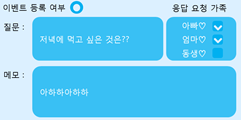 이벤트 등록 여부
응답 요청 가족
질문 :
저녁에 먹고 싶은 것은??
아빠♡
엄마♡
동생♡
메모 :
아하하아하하